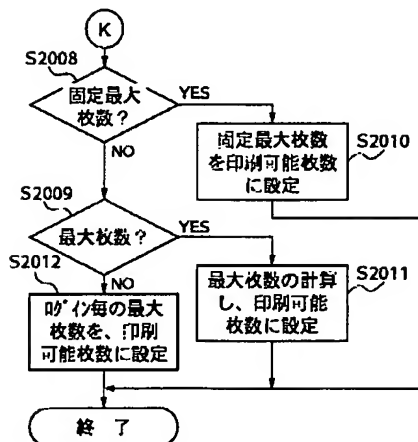 K
S2008
固定最大
枚数？
YES
NO
固定最大枚数
を印刷可能枚数
に設定
S2010
S2009
最大枚数？
YES
NO
S2012
ログイン毎の最大
枚数を、印刷
可能枚数に設定
最大枚数の計算
し、印刷可能
枚数に設定
S2011
終 了